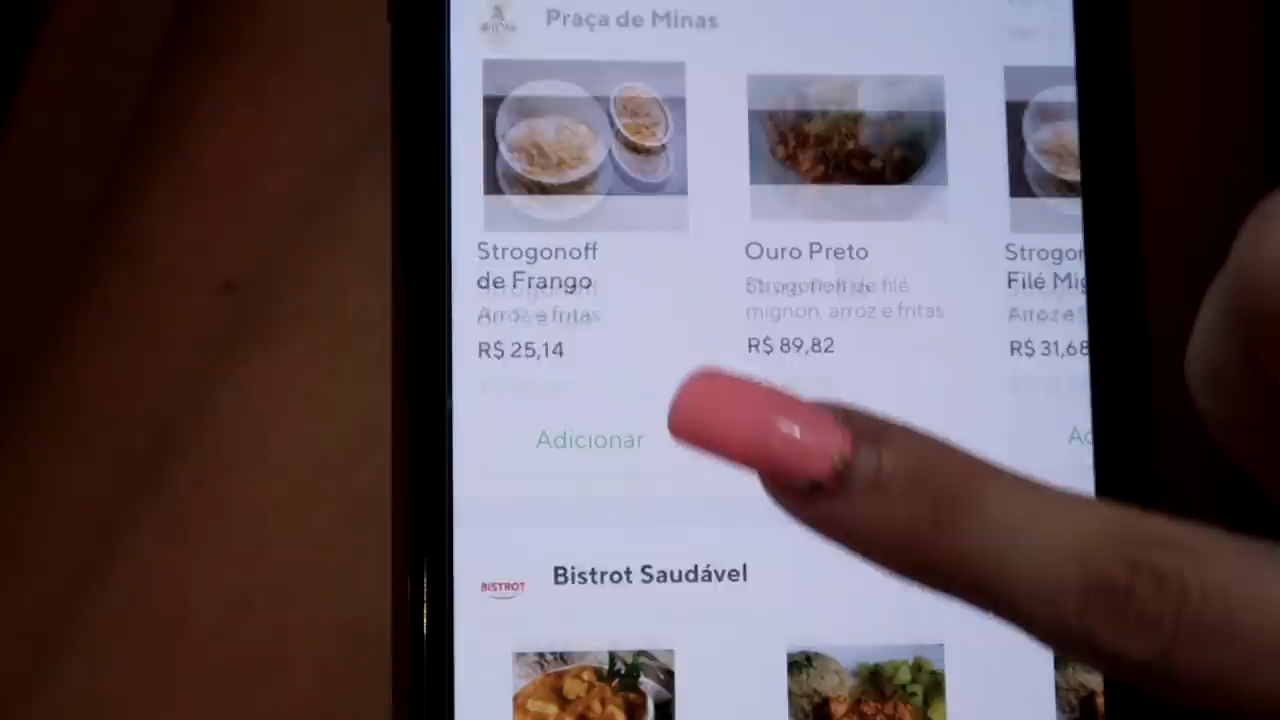 Praça de Minas
Strogonoff
de Frango
Arroz e fritas
R$ 25,14
Adicionar
Ouro Preto
Strogonoff de filé
mignon, arroz e fritas
R$ 89,82
Strogon
Filé Mig
Arroz e
R$ 31,68
Ad
BISTROT
Bistrot Saudável